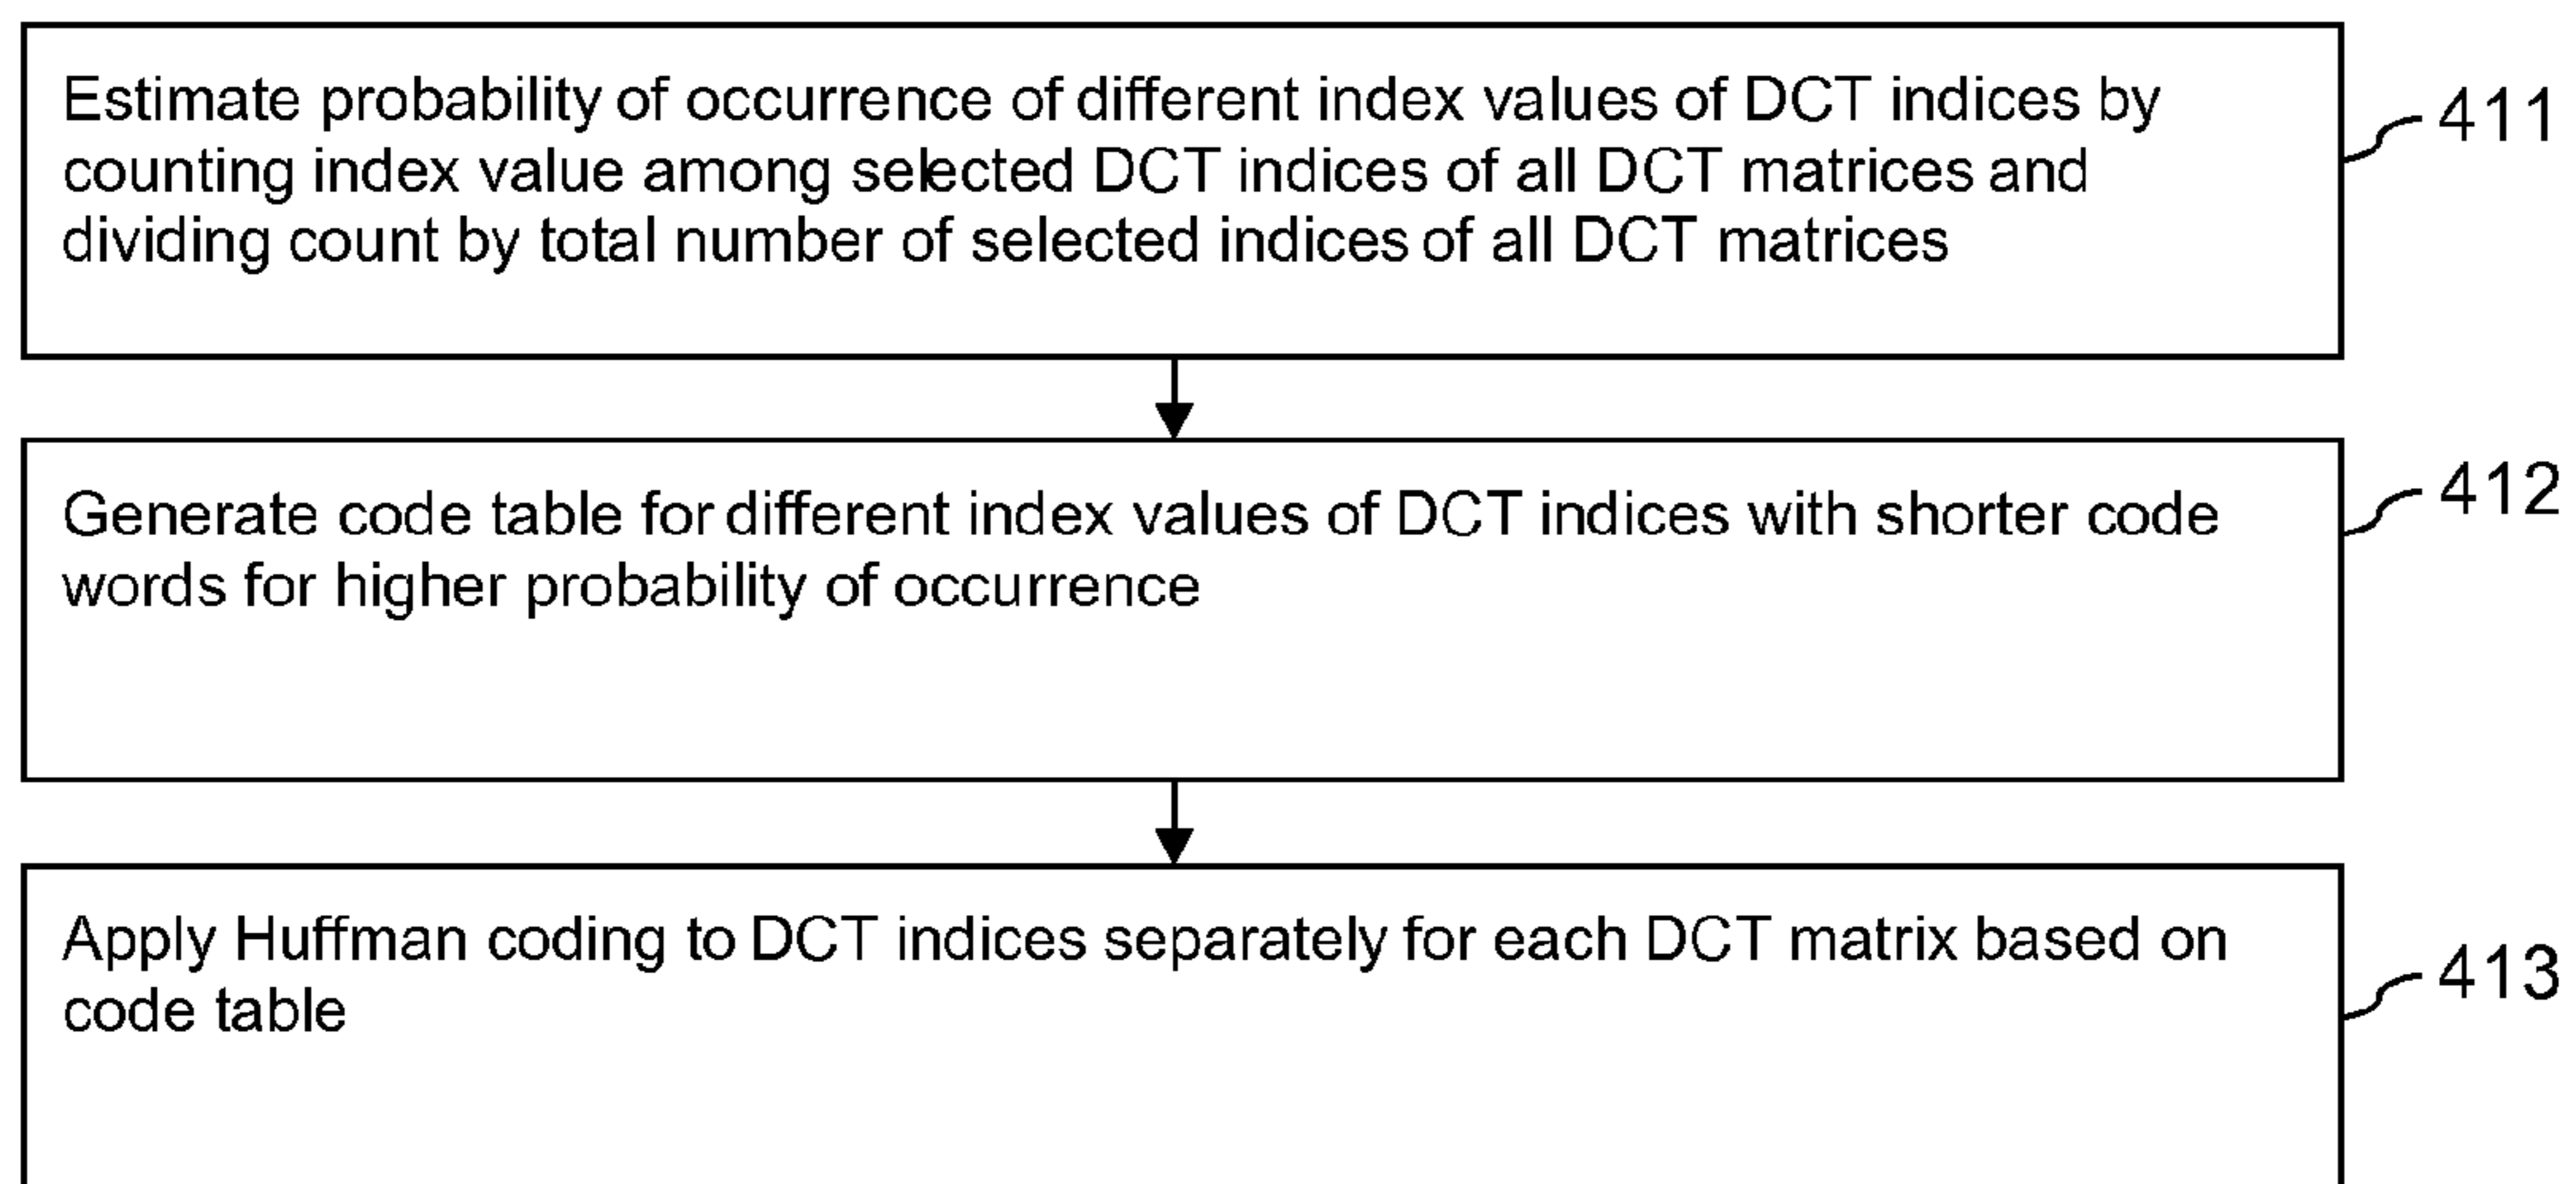 Estimate probability of occurrence of different index values of DCT indices by
counting index value among selected DCT indices of all DCT matrices and
dividing count by total number of selected indices of all DCT matrices
411
Generate code table for different index values of DCT indices with shorter code
words for higher probability of occurrence
412
Apply Huffman coding to DCT indices separately for each DCT matrix based on
code table
413